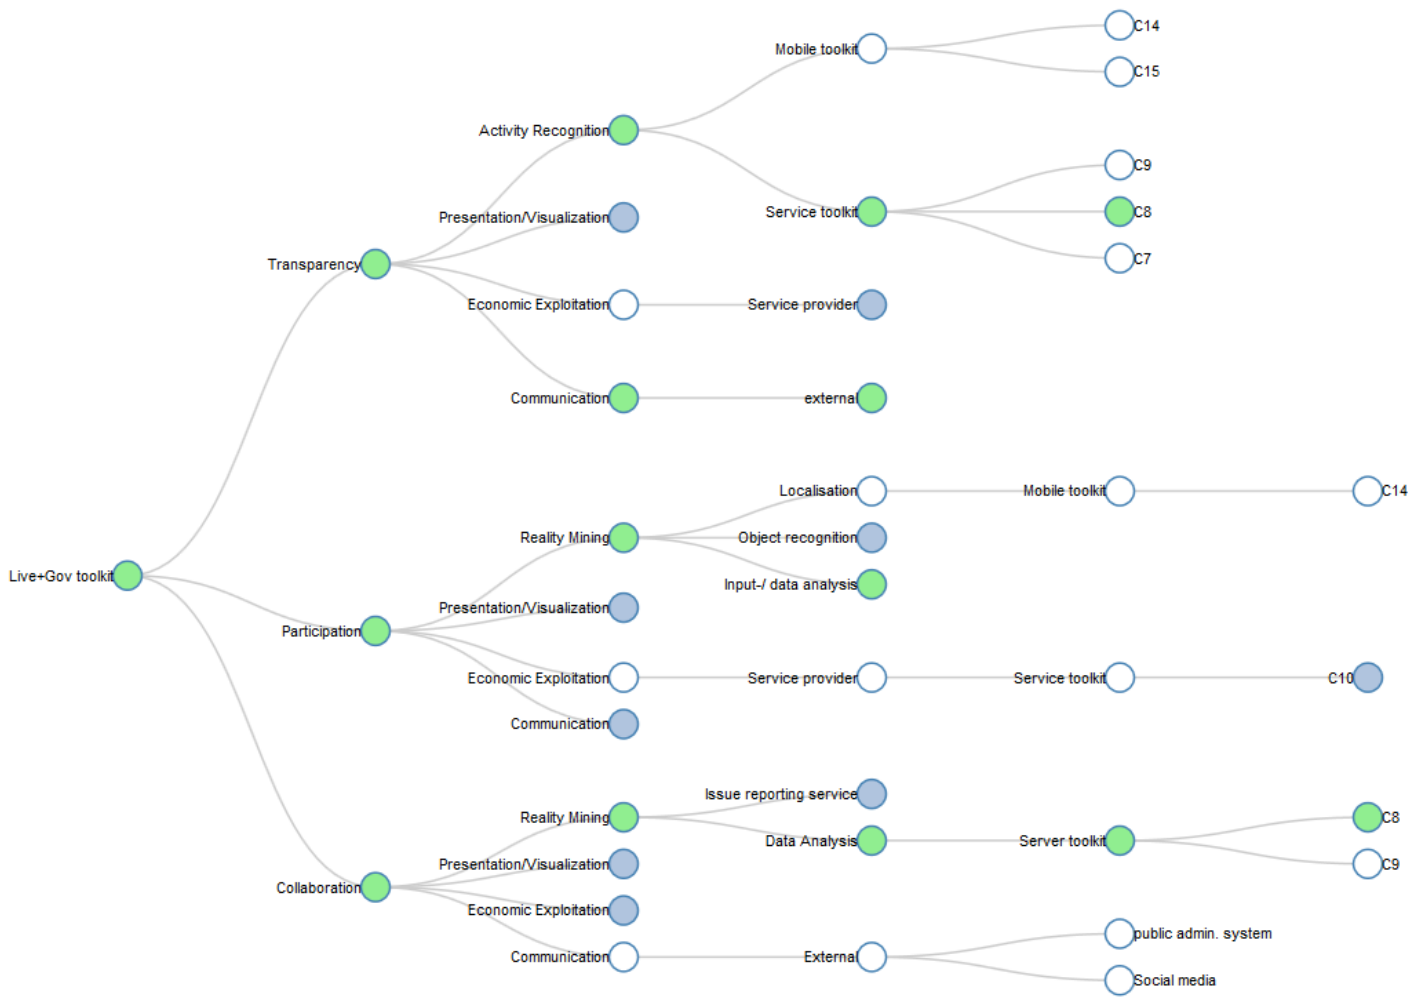 C14
Mobile toolkit
C15
Activity Recognition
C9
Presentation/Visualization
Service toolkit
C8
C7
Transparency
Economic Exploitation
Service provider
Communication
external
Localisation
Mobile toolkit
C14
Reality Mining
Object recognition
Input-/ data analysis
Live+Gov toolkit
Presentation/Visualization
Participation
Economic Exploitation
Service provider
Service toolkit
C10
Communication
Issue reporting service
Reality Mining
C8
Data Analysis
Server toolkit
Presentation/Visualization
C9
Collaboration
Economic Exploitation
public admin. system
Communication
External
Social media